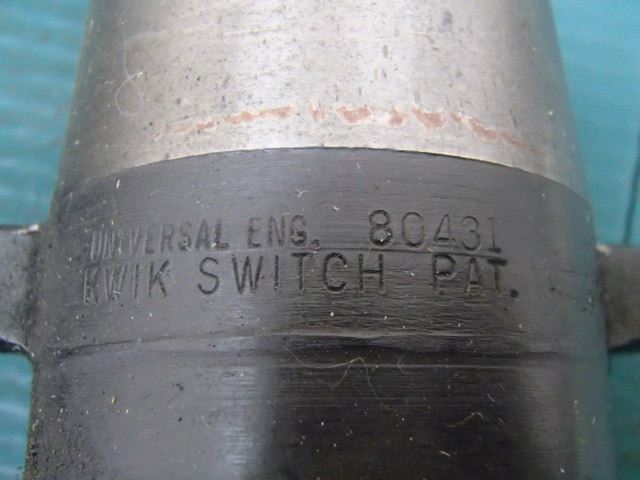 UNIVERSAL ENG. 80431
KWIK SWITCH PAT.